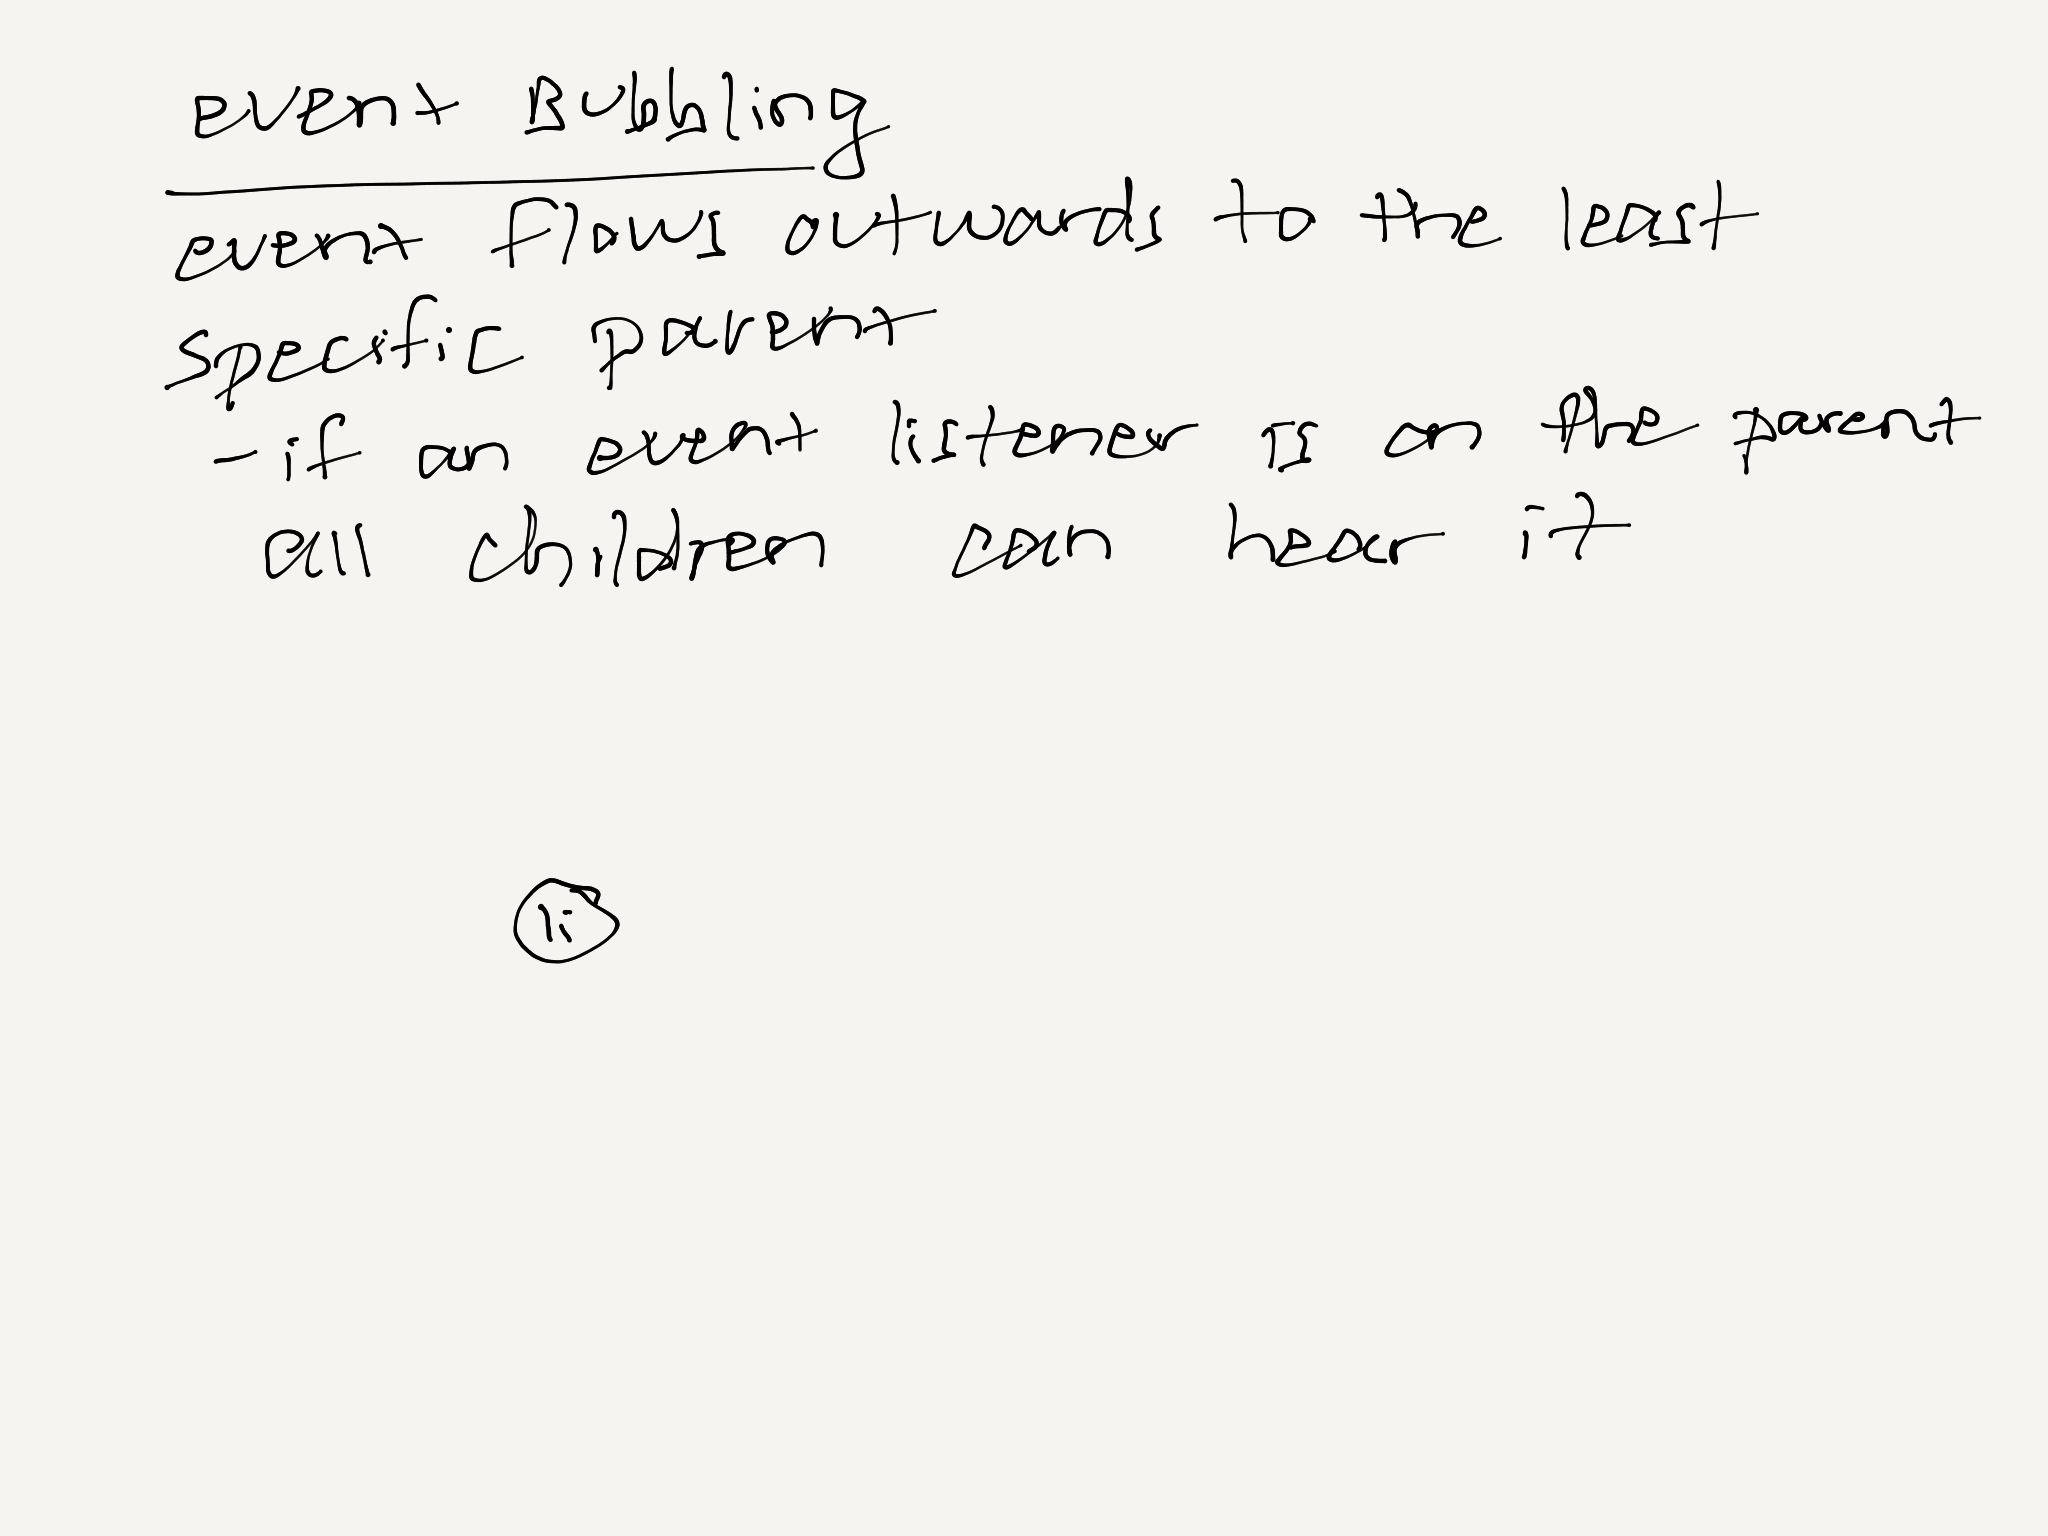 event Bubbling
event flows outwards to the least
specific parent
- if an event listener is on the parent
all children can hear it
li